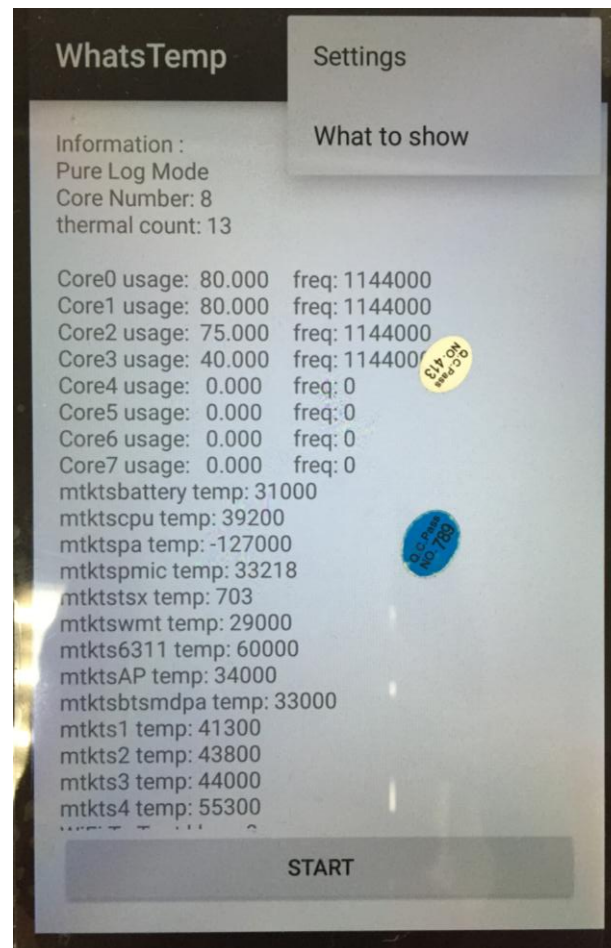 WhatsTemp
Settings
What to show
Information :
Pure Log Mode
Core Number: 8
thermal count: 13
Core0 usage: 80.000 freq: 1144000
Core1 usage: 80.000 freq: 1144000
Core2 usage: 75.000 freq: 1144000
Core3 usage: 40.000 freq: 114400
Core4 usage: 0.000 freq: 0
Core5 usage: 0.000 freq: 0
Core6 usage: 0.000 freq: 0
Core7 usage: 0.000 freq: 0
mtktsbattery temp: 31000
mtktscpu temp: 39200
mtktspa temp: -127000
mtktspmic temp: 33218
mtktstsx temp: 703
mtktswmt temp: 29000
mtkts6311 temp: 60000
mtktsAP temp: 34000
mtktsbtsmdpa temp: 33000
mtkts1 temp: 41300
mtkts2 temp: 43800
mtkts3 temp: 44000
mtkts4 temp: 55300
START
Q.C.Pass
NO.413
Q.C.Pass
NO.789